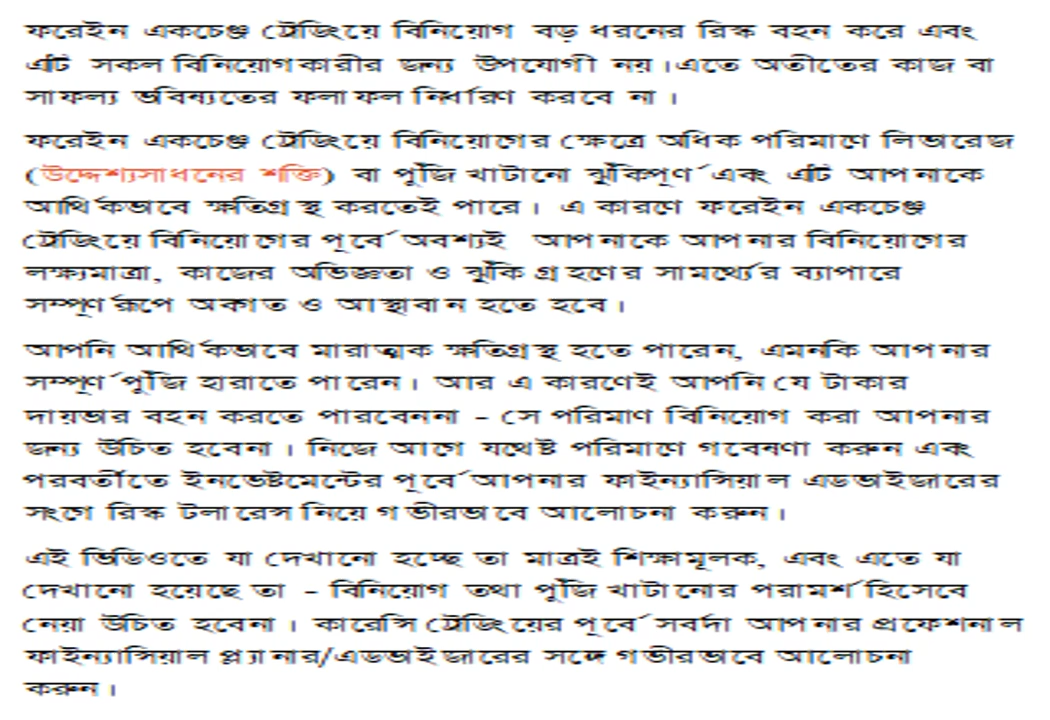 ফরেইন একচেঞ্জ ট্রেডিংয়ে বিনিয়োগ বড় ধরনের রিস্ক বহন করে এবং
এটি সকল বিনিয়োগকারীর জন্য উপযোগী নয়।এতে অতীতের কাজ বা
সাফল্য ভবিষ্যতের ফলাফল নির্ধারণ করবে না।
ফরেইন একচেঞ্জ ট্রেডিংয়ে বিনিয়োগের ক্ষেত্রে অধিক পরিমাণে লিভারেজ
(উদ্দেশ্যসাধনের শক্তি) বা পুঁজি খাটানো ঝুঁকিপূর্ণ এবং এটি আপনাকে
আর্থিকভাবে ক্ষতিগ্রস্থ করতেই পারে। এ কারণে ফরেইন একচেঞ্জ
ট্রেডিংয়ে বিনিয়োগের পূর্বে অবশ্যই আপনাকে আপনার বিনিয়োগের
লক্ষ্যমাত্রা, কাজের অভিজ্ঞতা ও ঝুঁকি গ্রহণের সামর্থ্যের ব্যাপারে
সম্পূর্ণরূপে অকাত ও আস্থাবান হতে হবে।
আপনি আর্থিকভাবে মারাত্মক ক্ষতিগ্রস্থ হতে পারেন, এমনকি আপনার
সম্পূর্ণ পুঁজি হারাতে পারেন। আর এ কারণেই আপনি যে টাকার
দায়ভার বহন করতে পারবেননা - সে পরিমাণ বিনিয়োগ করা আপনার
জন্য উচিত হবেনা। নিজে আগে যথেষ্ট পরিমাণে গবেষণা করুন এবং
পরবর্তীতে ইনভেষ্টমেন্টের পূর্বে আপনার ফাইন্যান্সিয়াল এডভাইজারের
সংগে রিস্ক টলারেন্স নিয়ে গভীরভাবে আলোচনা করুন।
এই ভিডিওতে যা দেখানো হচ্ছে তা মাত্রই শিক্ষামূলক, এবং এতে যা
দেখানো হয়েছে তা - বিনিয়োগ তথা পুঁজি খাটানোর পরামর্শ হিসেবে
নেয়া উচিত হবেনা। কারেন্সি ট্রেডিংয়ের পূর্বে সর্বদা আপনার প্রফেশনাল
ফাইন্যান্সিয়াল প্ল্যানার/এডভাইজারের সঙ্গে গভীরভাবে আলোচনা
করুন।